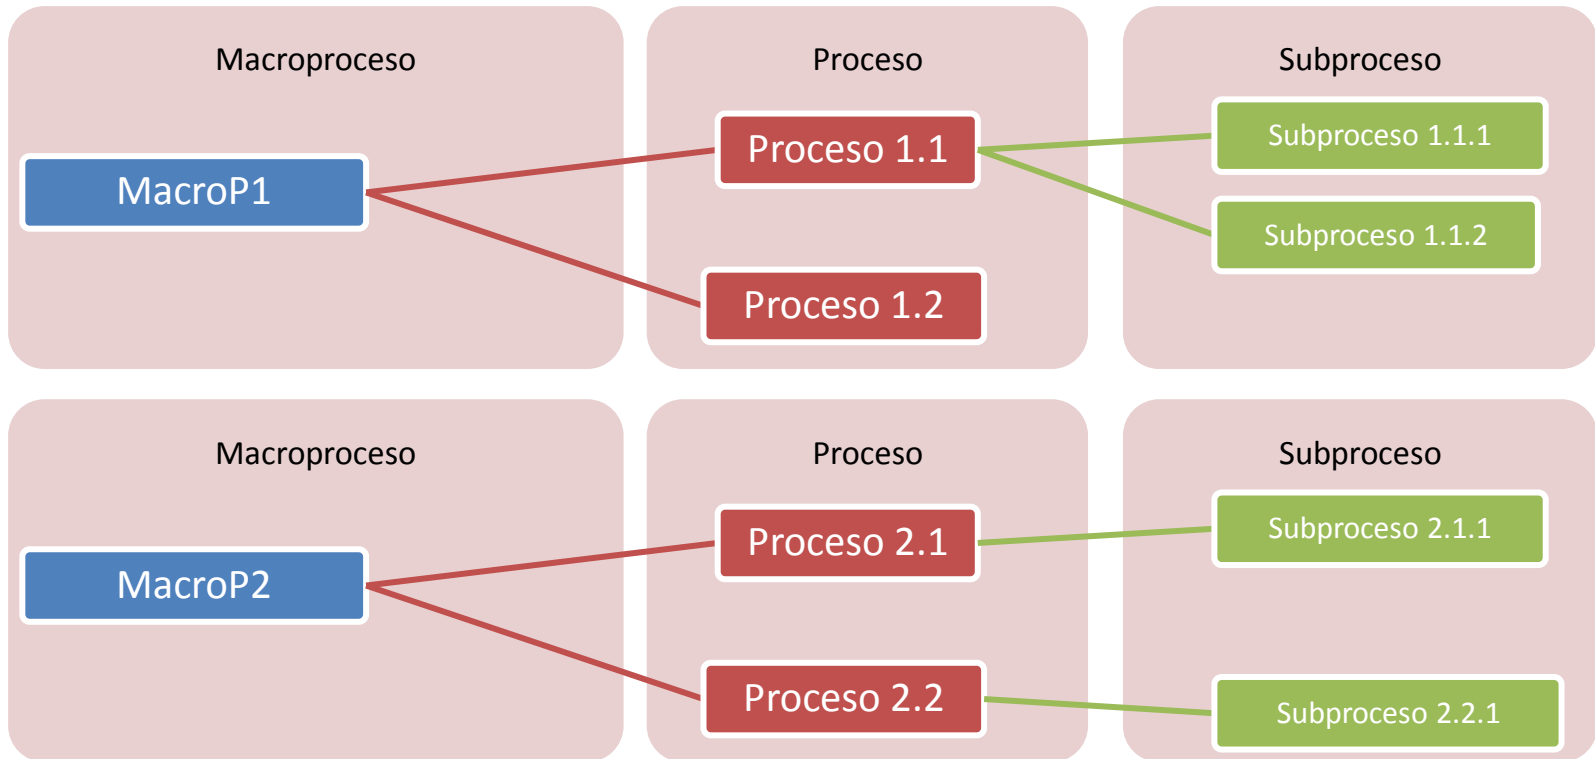 Macroproceso
Proceso
Subproceso
MacroP1
Proceso 1.1
Proceso 1.2
Subproceso 1.1.1
Subproceso 1.1.2
Macroproceso
Proceso
Subproceso
MacroP2
Proceso 2.1
Proceso 2.2
Subproceso 2.1.1
Subproceso 2.2.1